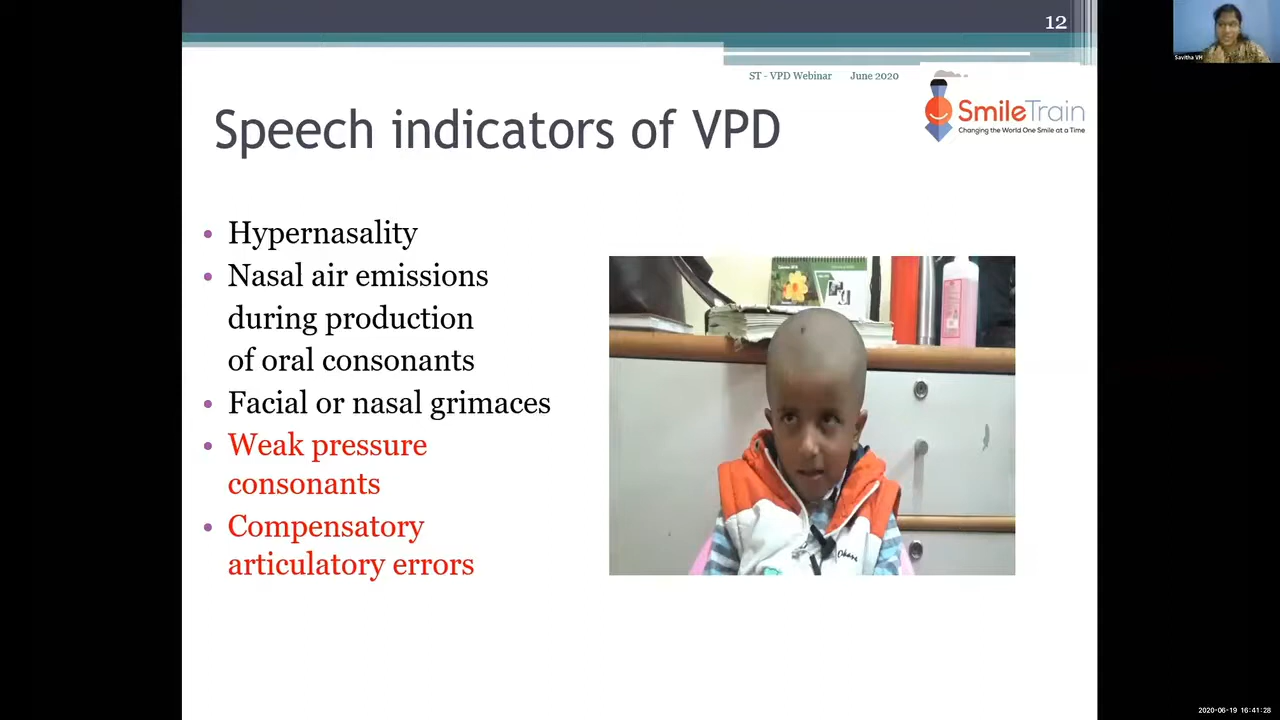 12
Savitha VH
ST - VPD Webinar June 2020
SmileTrain
Changing the World One Smile at a Time
Speech indicators of VPD
• Hypernasality
• Nasal air emissions
during production
of oral consonants
• Facial or nasal grimaces
• Weak pressure
consonants
• Compensatory
articulatory errors
2020-06-19 16:41:28